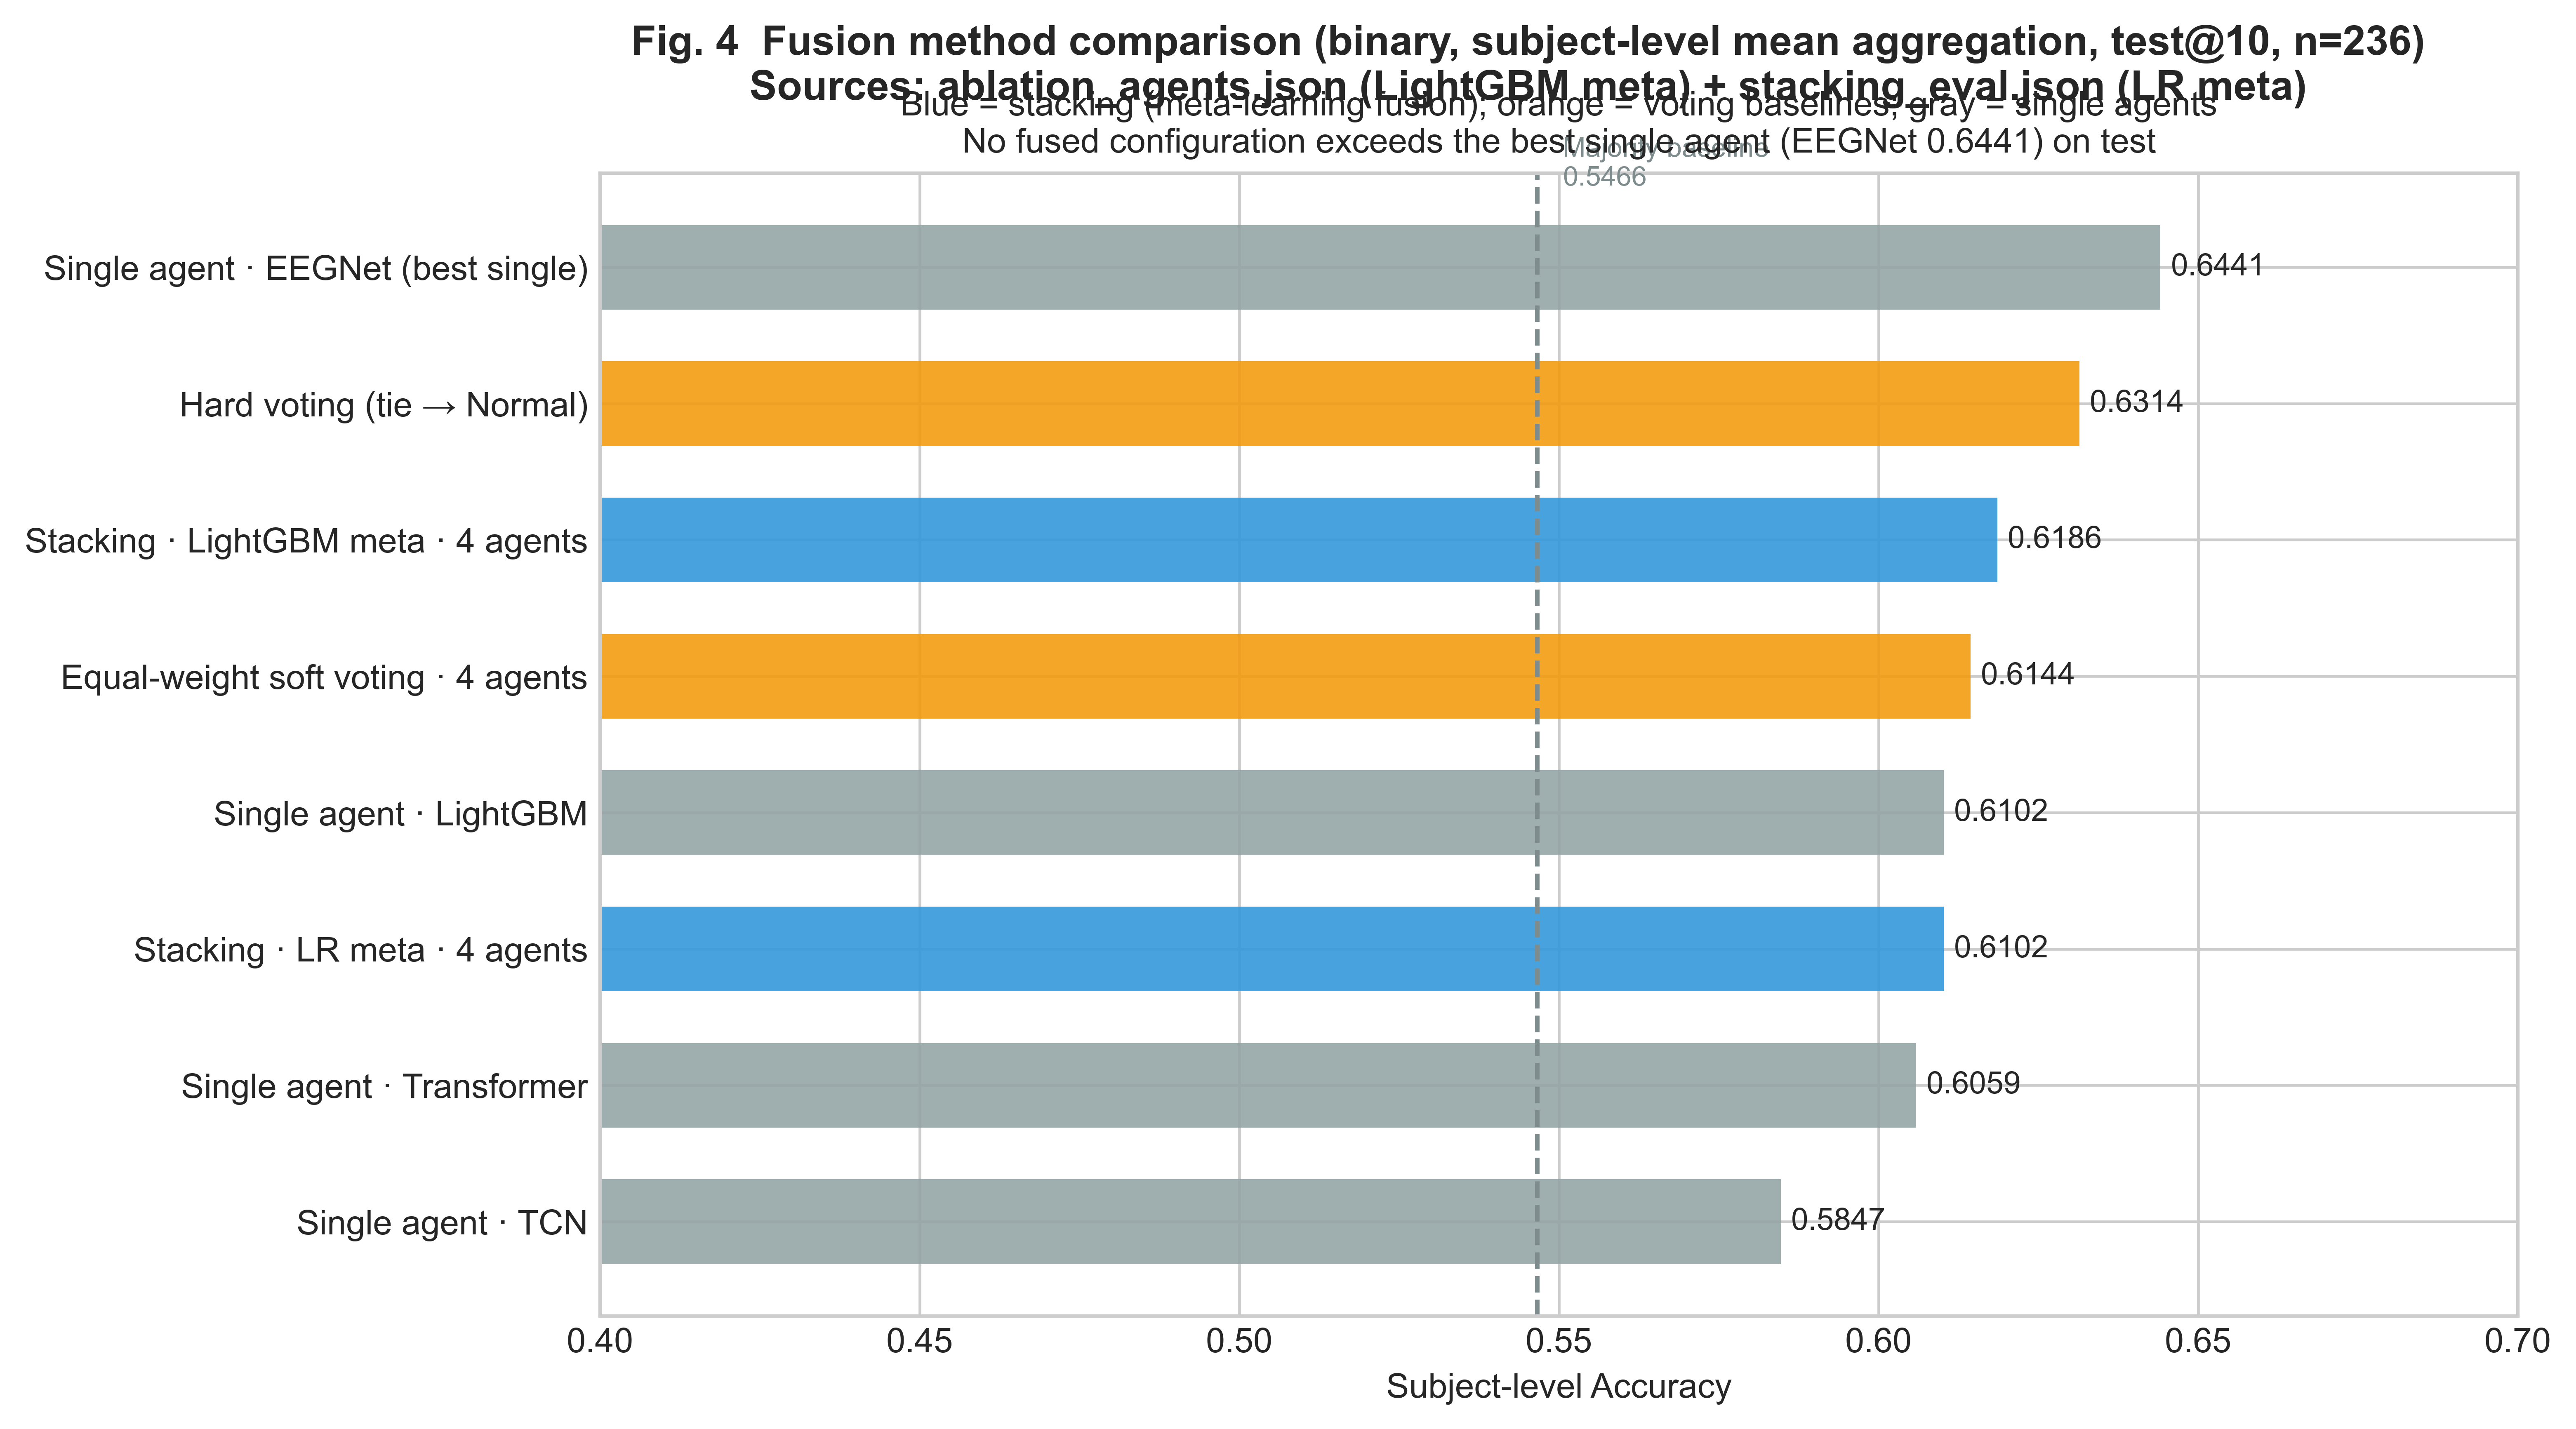 Fig. 4  Fusion method comparison (binary, subject-level mean aggregation, test@10, n=236)
Sources: ablation_agents.json (LightGBM meta) + stacking_eval.json (LR meta)
Blue = stacking (meta-learning fusion); orange = voting baselines; gray = single agents
No fused configuration exceeds the best single agent (EEGNet 0.6441) on test
Majority baseline
0.5466
Single agent · EEGNet (best single)
0.6441
Hard voting (tie → Normal)
0.6314
Stacking · LightGBM meta · 4 agents
0.6186
Equal-weight soft voting · 4 agents
0.6144
Single agent · LightGBM
0.6102
Stacking · LR meta · 4 agents
0.6102
Single agent · Transformer
0.6059
Single agent · TCN
0.5847
0.40 0.45 0.50 0.55 0.60 0.65 0.70
Subject-level Accuracy